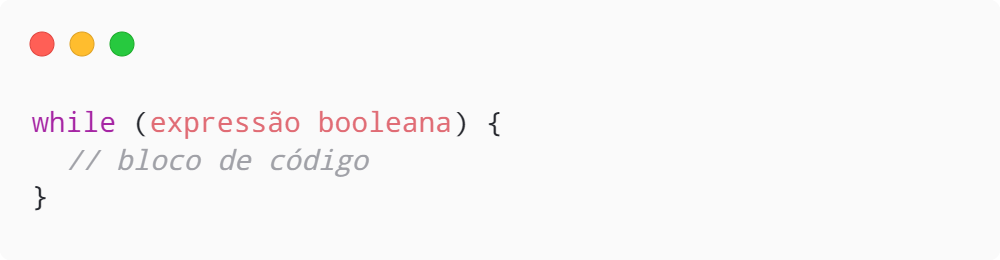 while (expressão booleana) {
// bloco de código
}